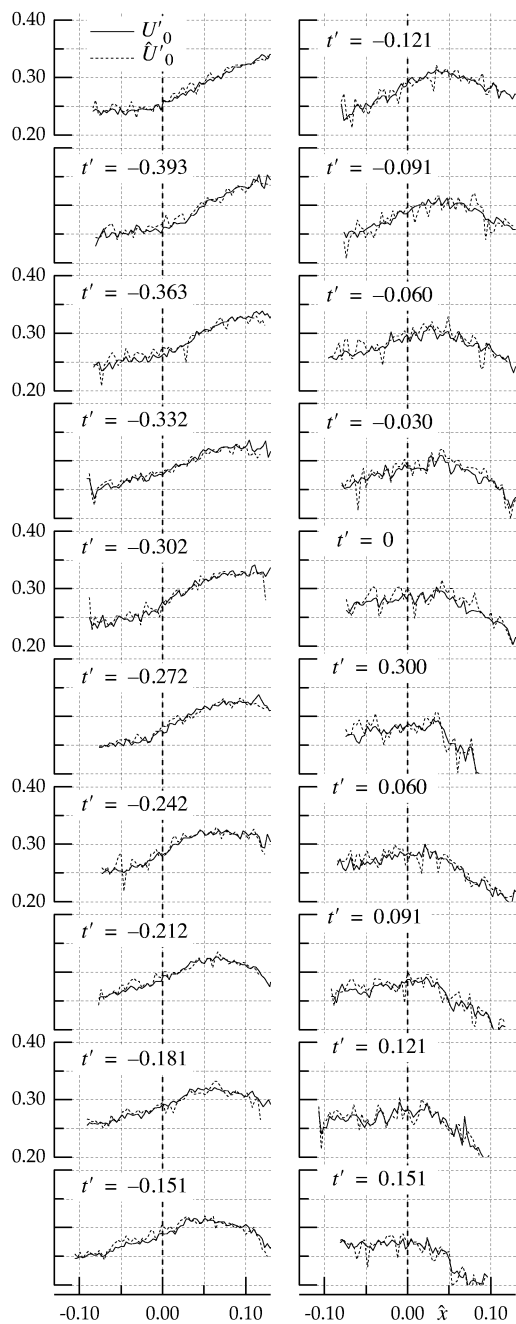 0.40
0.30
0.20
U'0
Û'0
t' = –0.121
t' = –0.393
t' = –0.091
0.40
0.30
0.20
t' = –0.363
t' = –0.060
t' = –0.332
t' = –0.030
0.40
0.30
0.20
t' = –0.302
t' = 0
t' = –0.272
t' = 0.300
0.40
0.30
0.20
t' = –0.242
t' = 0.060
t' = –0.212
t' = 0.091
0.40
0.30
0.20
t' = –0.181
t' = 0.121
t' = –0.151
t' = 0.151
-0.10 0.00 0.10
-0.10 0.00 x̂ 0.10